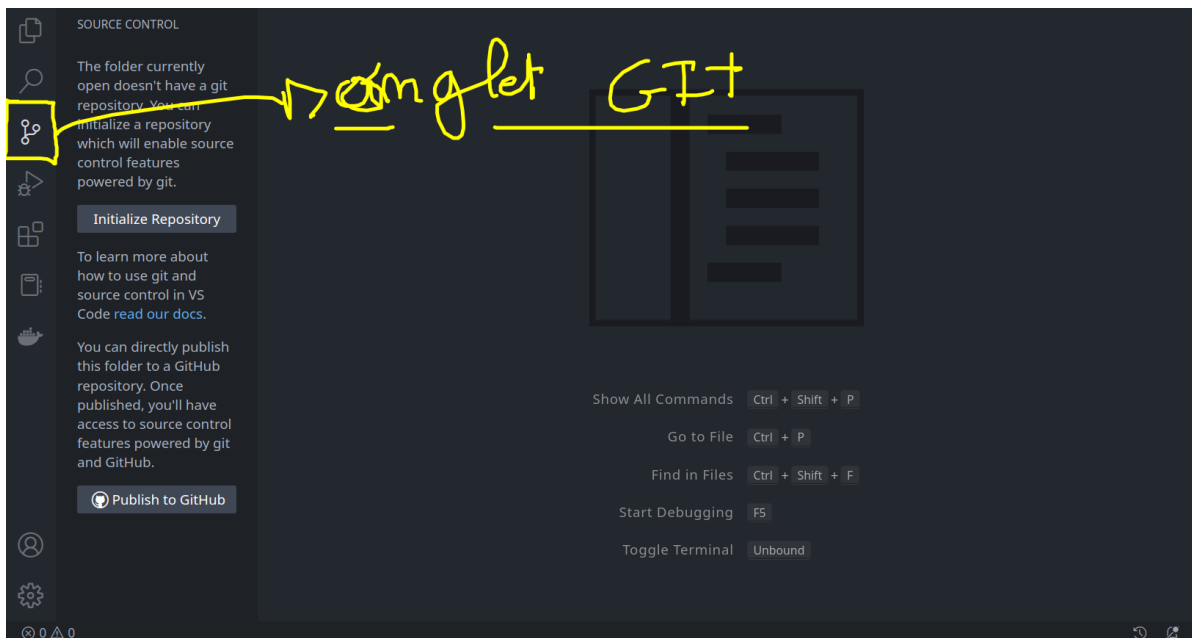 SOURCE CONTROL
The folder currently
open doesn't have a git
repository. You can
initialize a repository
which will enable source
control features
powered by git.
Initialize Repository
To learn more about
how to use git and
source control in VS
Code read our docs.
You can directly publish
this folder to a GitHub
repository. Once
published, you'll have
access to source control
features powered by git
and GitHub.
Publish to GitHub
onglet GIt
Show All Commands Ctrl + Shift + P
Go to File Ctrl + P
Find in Files Ctrl + Shift + F
Start Debugging F5
Toggle Terminal Unbound
0 0